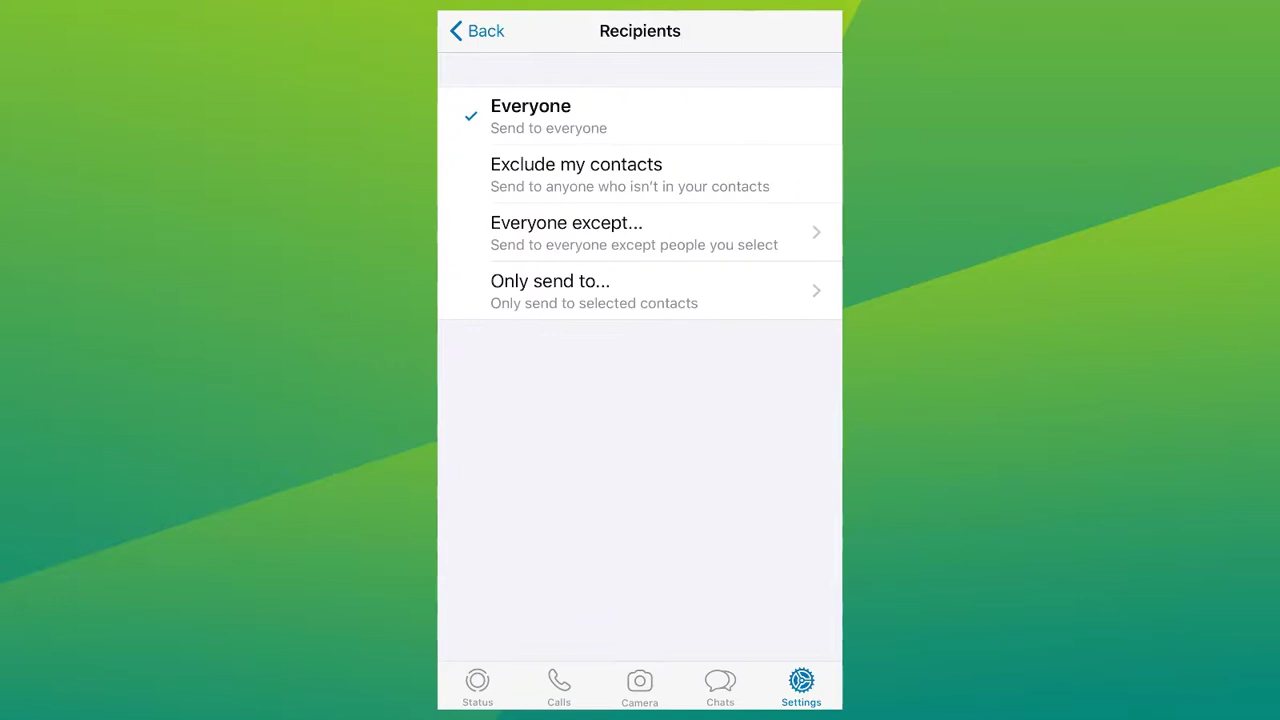 Back
Recipients
Everyone
Send to everyone
Exclude my contacts
Send to anyone who isn't in your contacts
Everyone except...
Send to everyone except people you select
Only send to...
Only send to selected contacts
Status
Calls
Camera
Chats
Settings